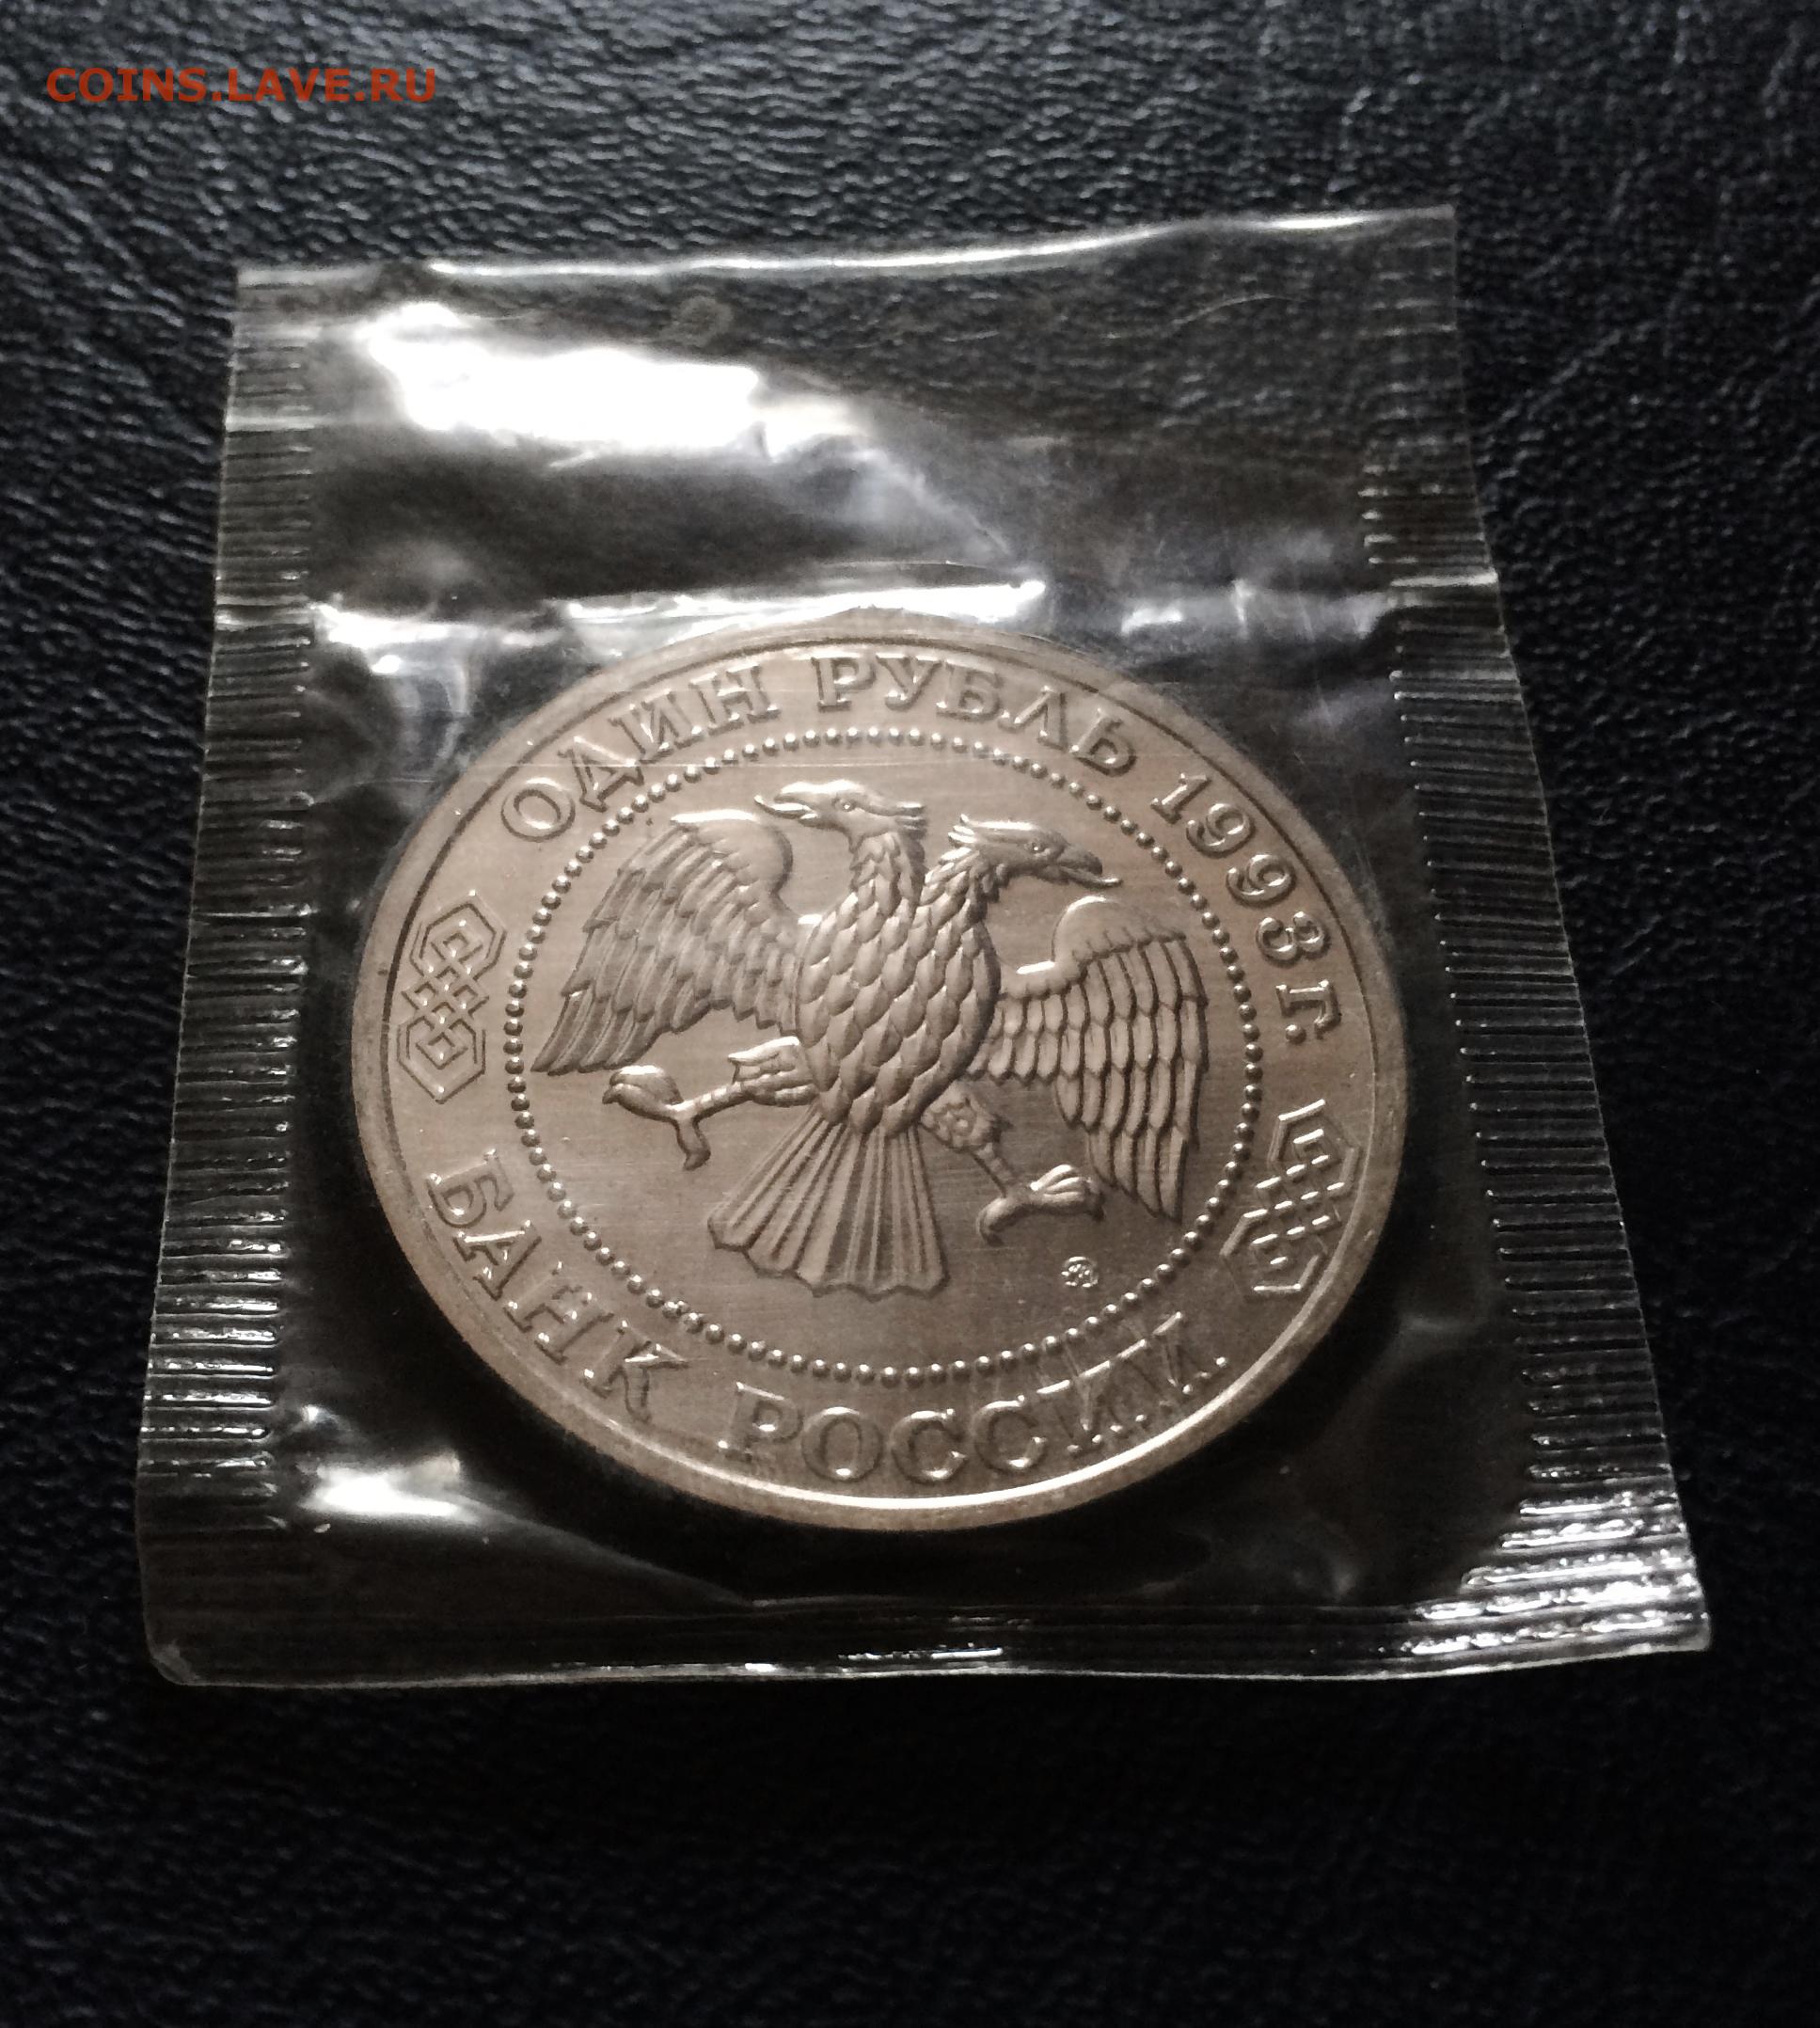 COINS.LAVE.RU
ОДИН РУБЛЬ 1993 г.
БАНК РОССИИ